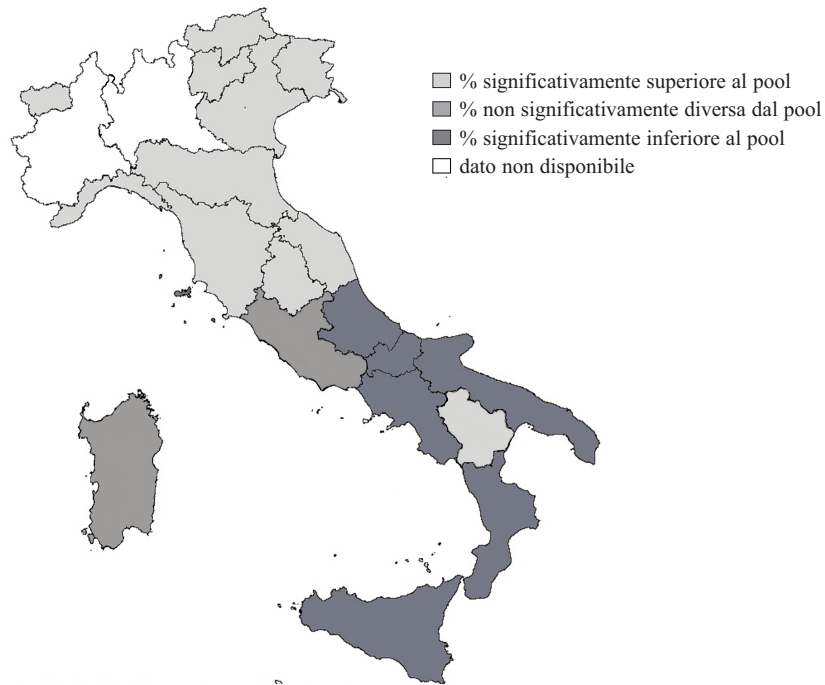 % significativamente superiore al pool
% non significativamente diversa dal pool
% significativamente inferiore al pool
dato non disponibile